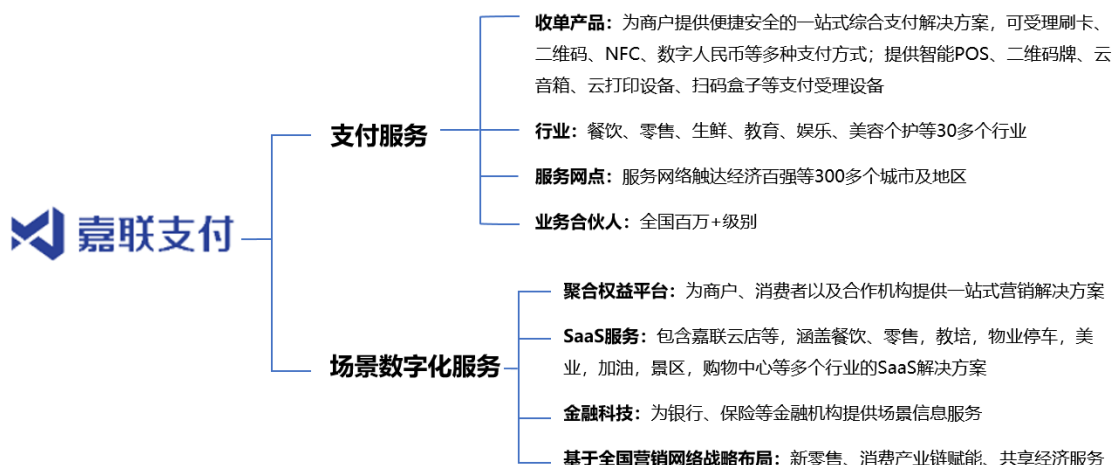 嘉联支付
支付服务
收单产品：为商户提供便捷安全的一站式综合支付解决方案，可受理刷卡、
二维码、NFC、数字人民币等多种支付方式；提供智能POS、二维码牌、云
音箱、云打印设备、扫码盒子等支付受理设备
行业：餐饮、零售、生鲜、教育、娱乐、美容个护等30多个行业
服务网点：服务网络触达经济百强等300多个城市及地区
业务合伙人：全国百万+级别
场景数字化服务
聚合权益平台：为商户、消费者以及合作机构提供一站式营销解决方案
SaaS服务：包含嘉联云店等，涵盖餐饮、零售，教培，物业停车，美
业，加油，景区，购物中心等多个行业的SaaS解决方案
金融科技：为银行、保险等金融机构提供场景信息服务
基于全国营销网络战略布局：新零售、消费产业链赋能、共享经济服务